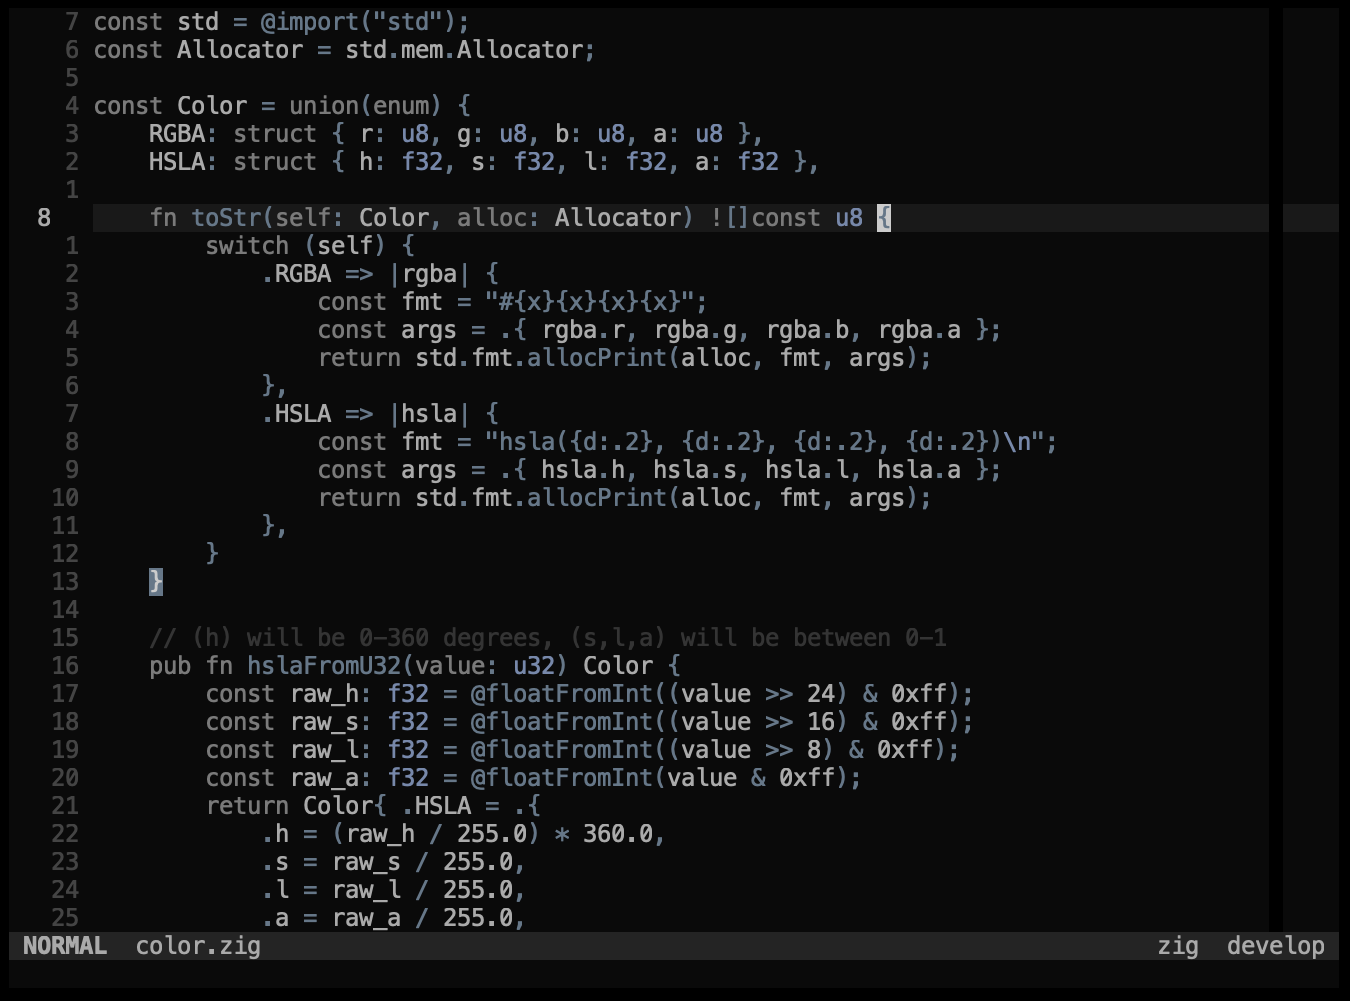 7 const std = @import("std");
6 const Allocator = std.mem.Allocator;
5
4 const Color = union(enum) {
3     RGBA: struct { r: u8, g: u8, b: u8, a: u8 },
2     HSLA: struct { h: f32, s: f32, l: f32, a: f32 },
1
8     fn toStr(self: Color, alloc: Allocator) ![]const u8 {
1         switch (self) {
2             .RGBA => |rgba| {
3                 const fmt = "#{x}{x}{x}{x}";
4                 const args = .{ rgba.r, rgba.g, rgba.b, rgba.a };
5                 return std.fmt.allocPrint(alloc, fmt, args);
6             },
7             .HSLA => |hsla| {
8                 const fmt = "hsla({d:.2}, {d:.2}, {d:.2}, {d:.2})\n";
9                 const args = .{ hsla.h, hsla.s, hsla.l, hsla.a };
10                 return std.fmt.allocPrint(alloc, fmt, args);
11             },
12         }
13     }
14
15     // (h) will be 0-360 degrees, (s,l,a) will be between 0-1
16     pub fn hslaFromU32(value: u32) Color {
17         const raw_h: f32 = @floatFromInt((value >> 24) & 0xff);
18         const raw_s: f32 = @floatFromInt((value >> 16) & 0xff);
19         const raw_l: f32 = @floatFromInt((value >> 8) & 0xff);
20         const raw_a: f32 = @floatFromInt(value & 0xff);
21         return Color{ .HSLA = .{
22             .h = (raw_h / 255.0) * 360.0,
23             .s = raw_s / 255.0,
24             .l = raw_l / 255.0,
25             .a = raw_a / 255.0,
NORMAL  color.zig  zig  develop